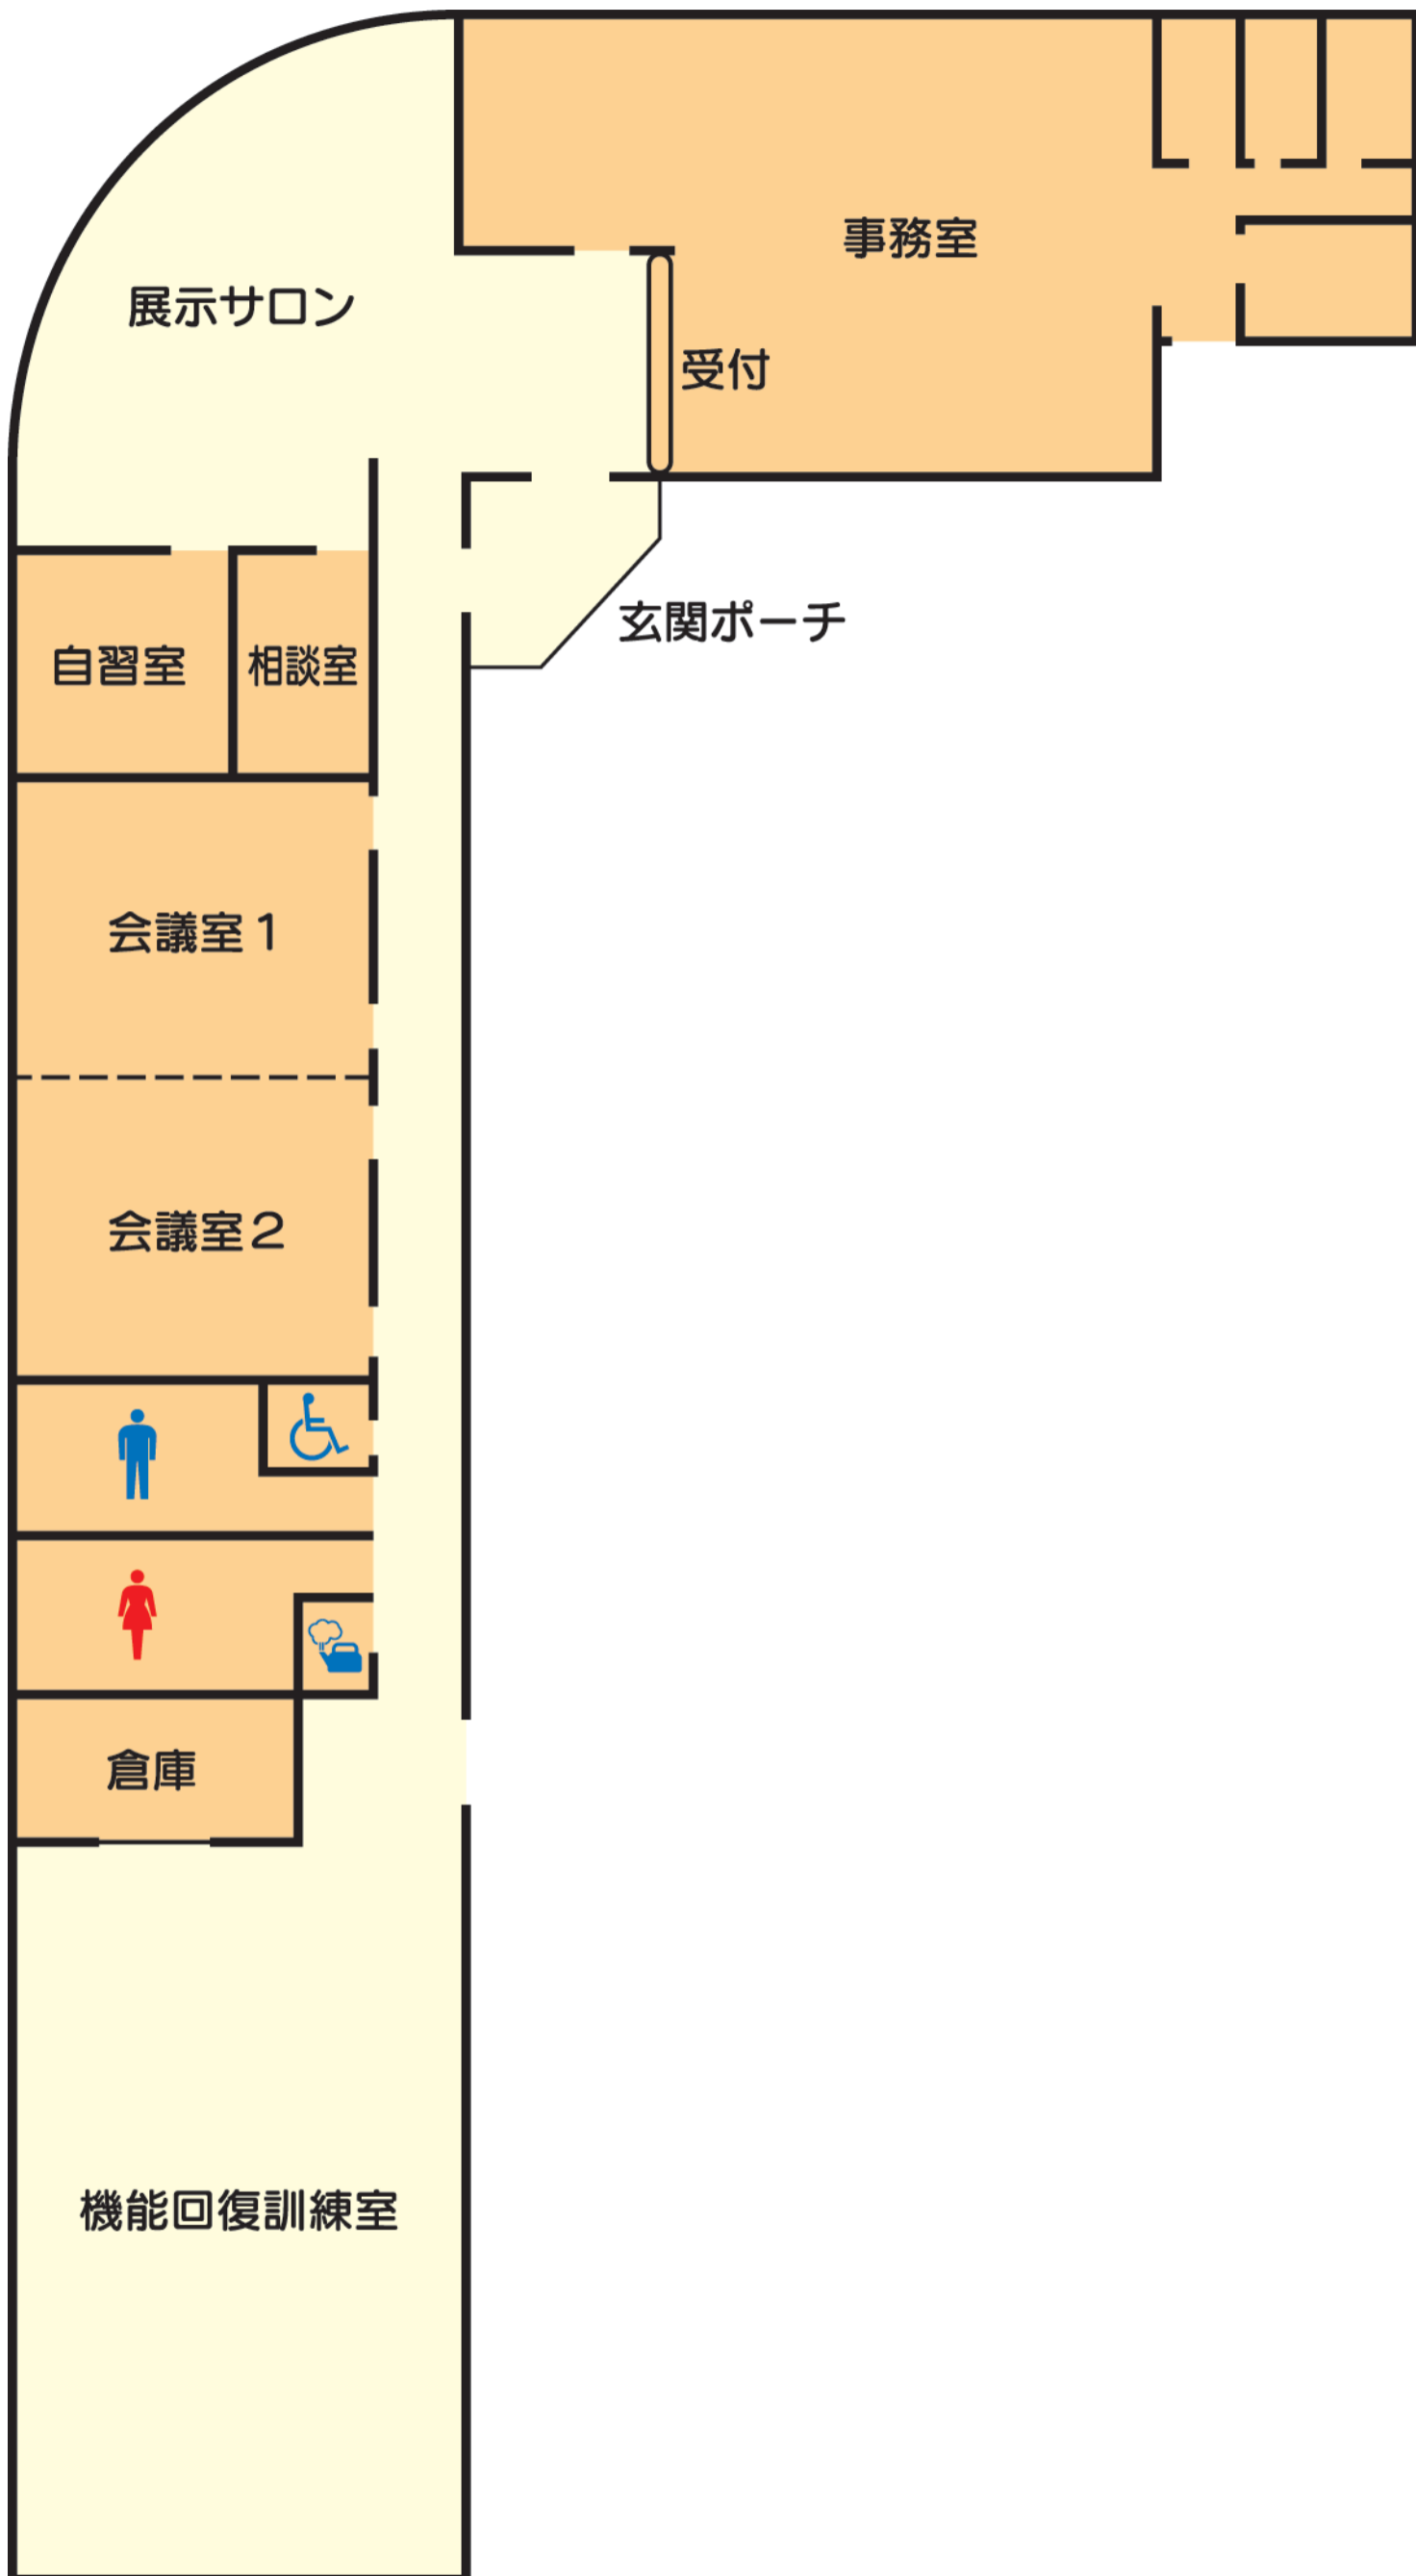 事務室
展示サロン
受付
玄関ポーチ
自習室
相談室
会議室１
会議室２
倉庫
機能回復訓練室